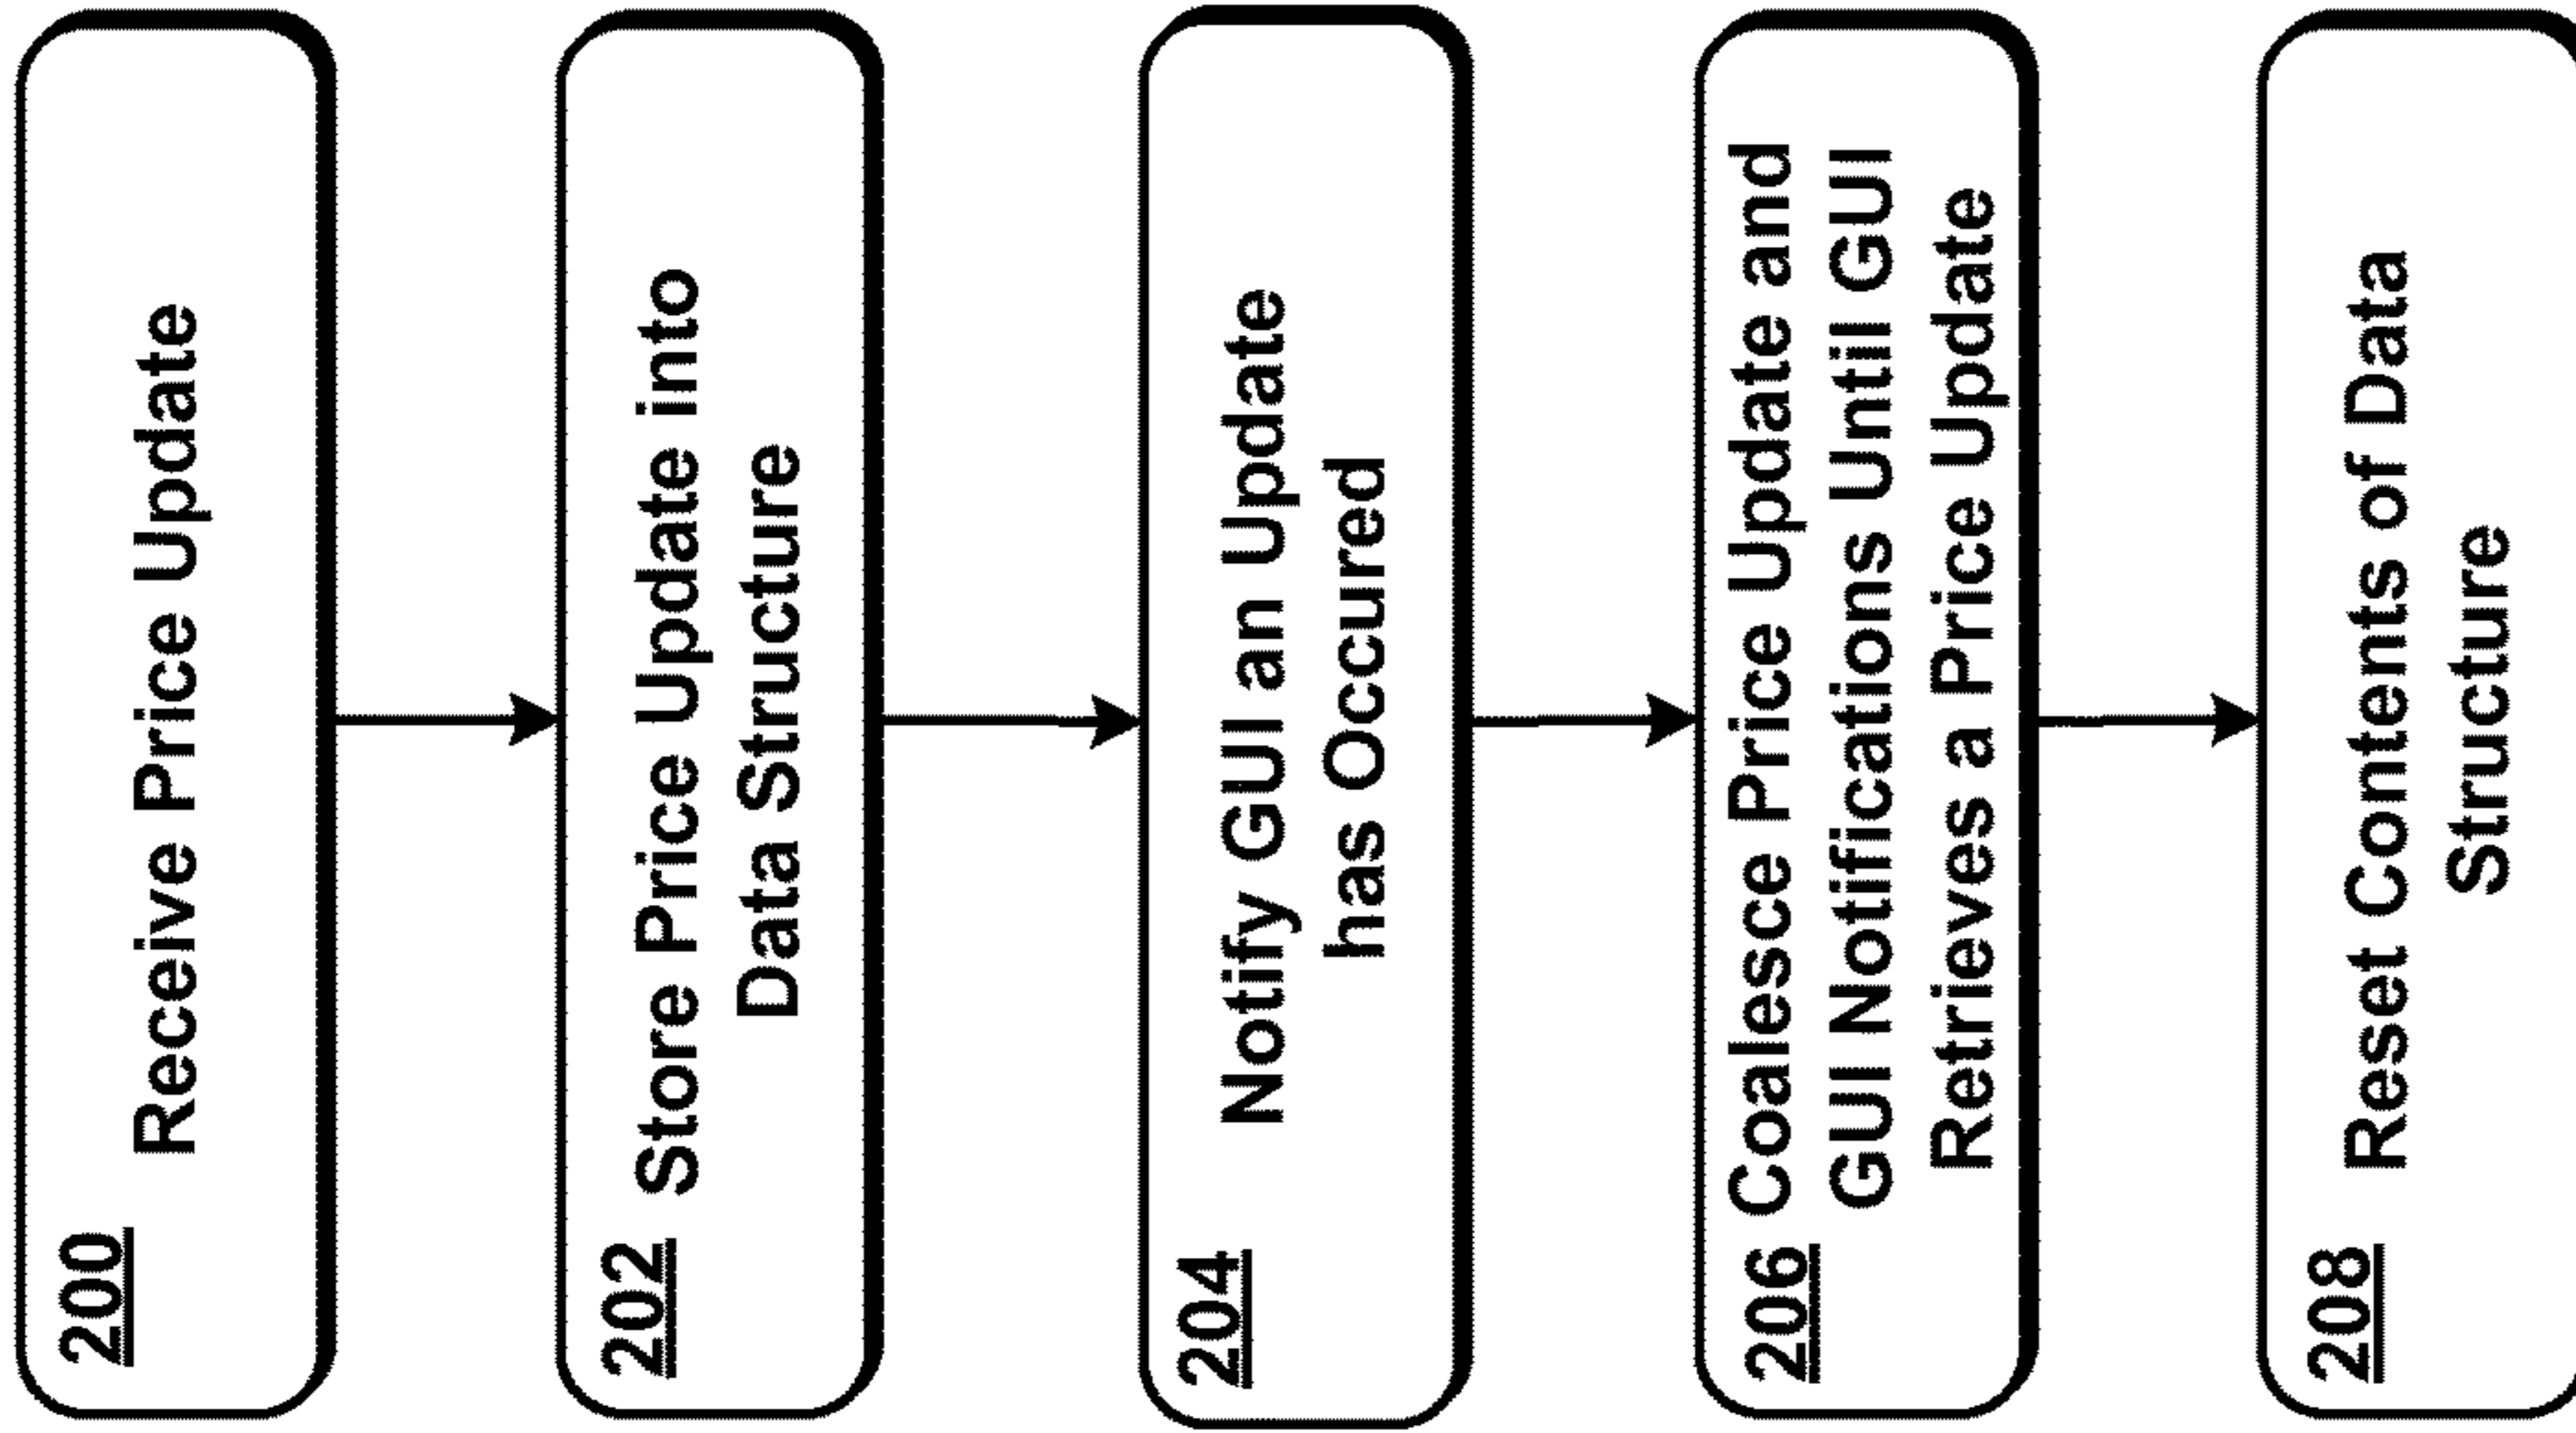 200
Receive Price Update
202
Store Price Update into
Data Structure
204
Notify GUI an Update
has Occured
206
Coalesce Price Update and
GUI Notifications Until GUI
Retrieves a Price Update
208
Reset Contents of Data
Structure